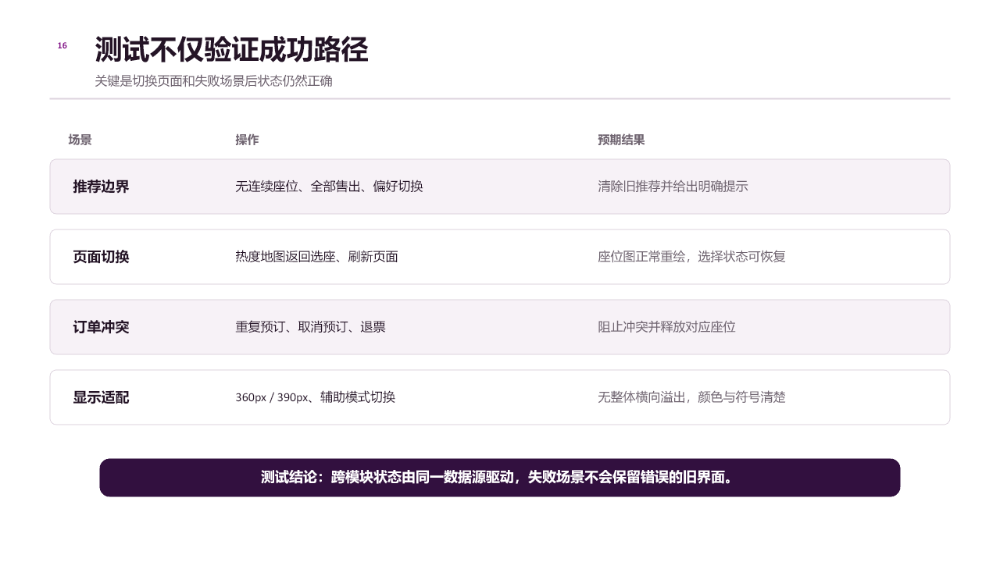 16
测试不仅验证成功路径
关键是切换页面和失败场景后状态仍然正确
场景 操作 预期结果
推荐边界 无连续座位、全部售出、偏好切换 清除旧推荐并给出明确提示
页面切换 热度地图返回选座、刷新页面 座位图正常重绘，选择状态可恢复
订单冲突 重复预订、取消预订、退票 阻止冲突并释放对应座位
显示适配 360px / 390px、辅助模式切换 无整体横向溢出，颜色与符号清楚
测试结论：跨模块状态由同一数据源驱动，失败场景不会保留错误的旧界面。